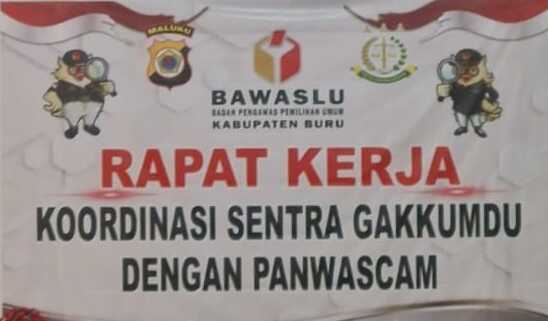 MALUKU
BAWASLU
BADAN PENGAWAS PEMILIHAN UMUM
KABUPATEN BURU
RAPAT KERJA
KOORDINASI SENTRA GAKKUMDU
DENGAN PANWASCAM